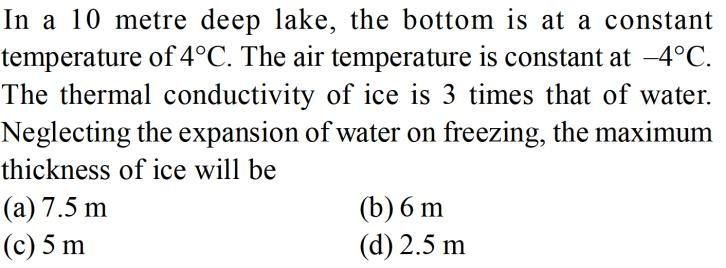 In a 10 metre deep lake, the bottom is at a constant
temperature of 4°C. The air temperature is constant at –4°C.
The thermal conductivity of ice is 3 times that of water.
Neglecting the expansion of water on freezing, the maximum
thickness of ice will be
(a) 7.5 m (b) 6 m
(c) 5 m (d) 2.5 m